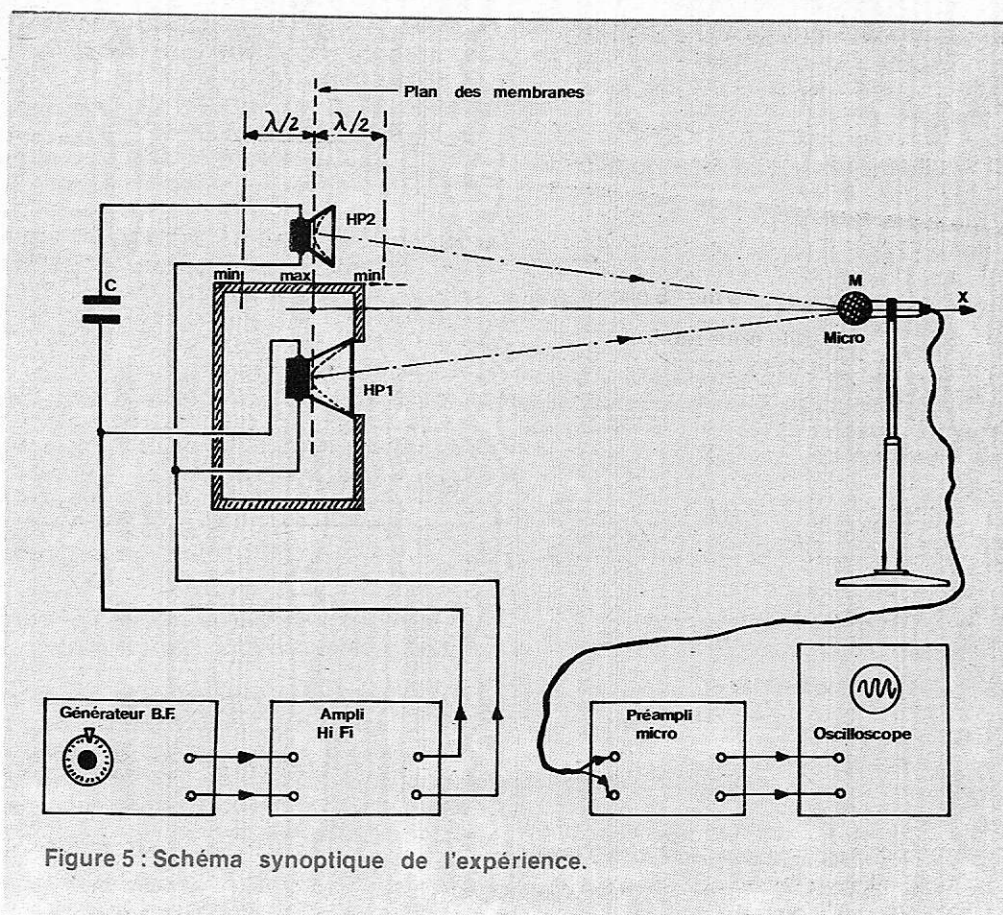 Plan des membranes
λ/2
λ/2
HP2
min
max
min
C
M
X
Micro
HP1
Générateur B.F.
Ampli
Hi Fi
Préampli
micro
Oscilloscope
Figure 5 : Schéma synoptique de l'expérience.